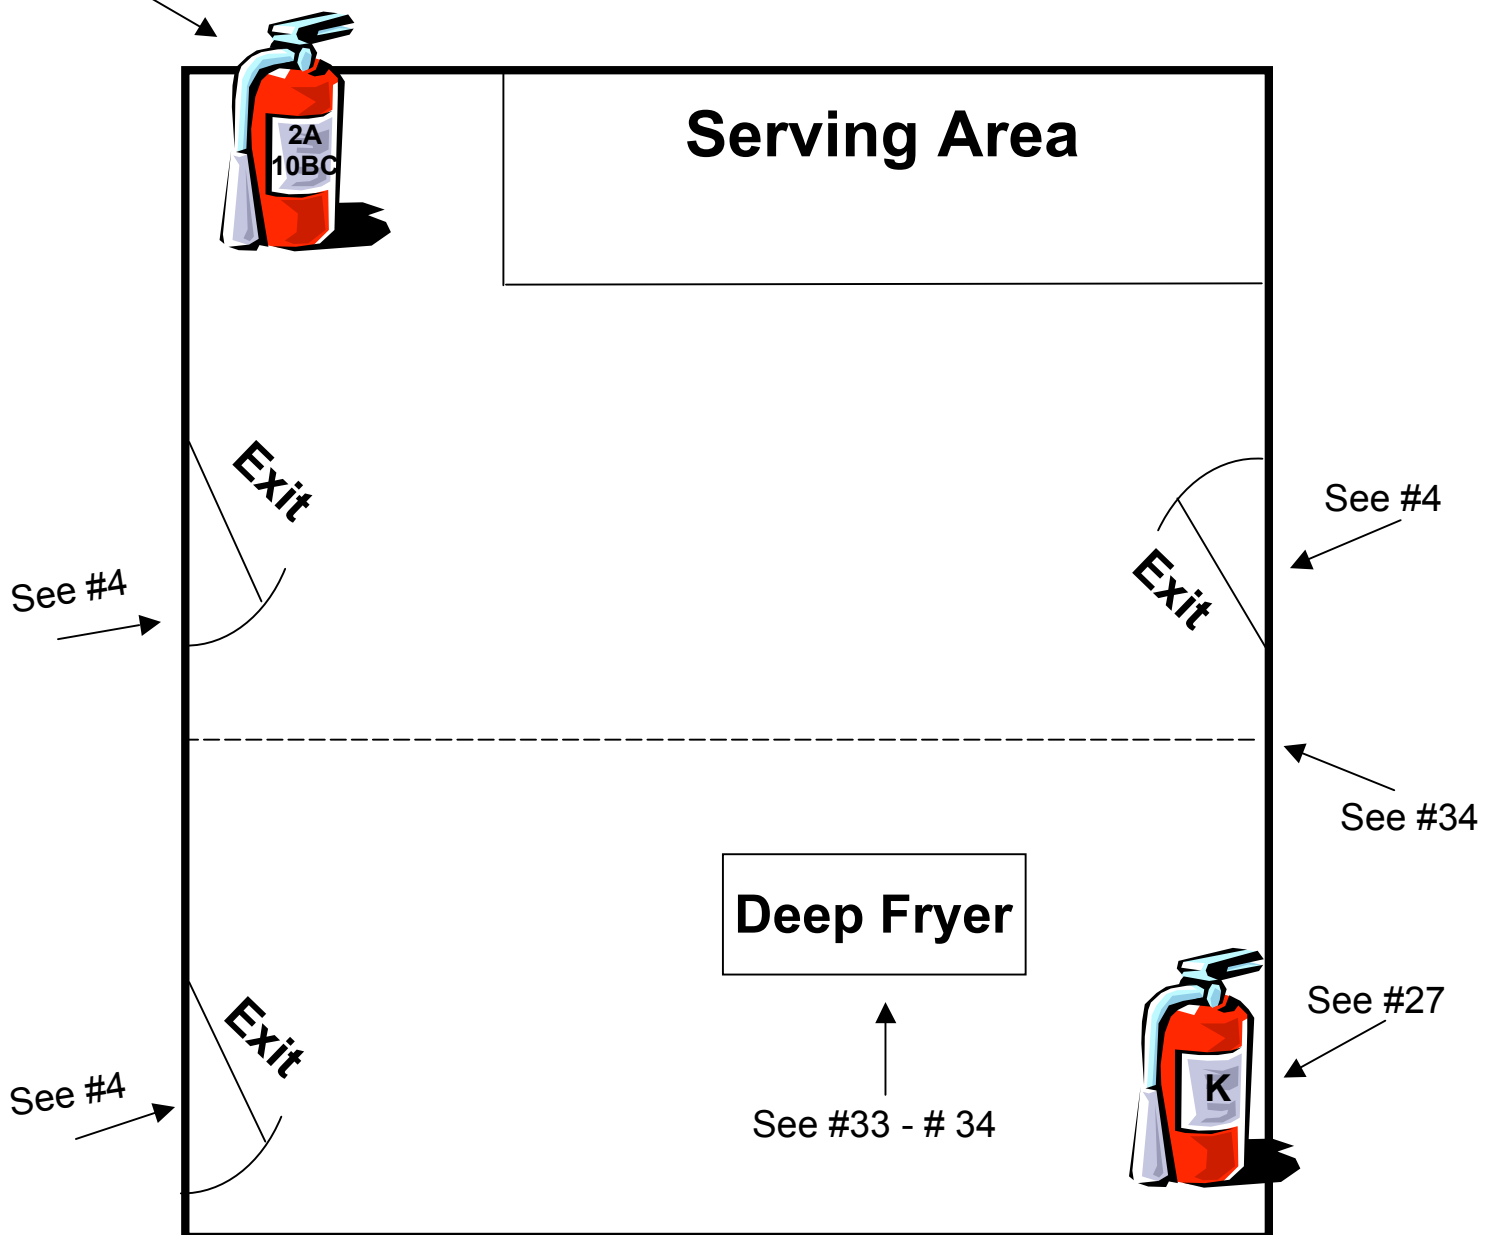 2A
10BC
Serving Area
Exit
See #4
Exit
See #4
See #34
Deep Fryer
See #27
K
Exit
See #4
See #33 - # 34